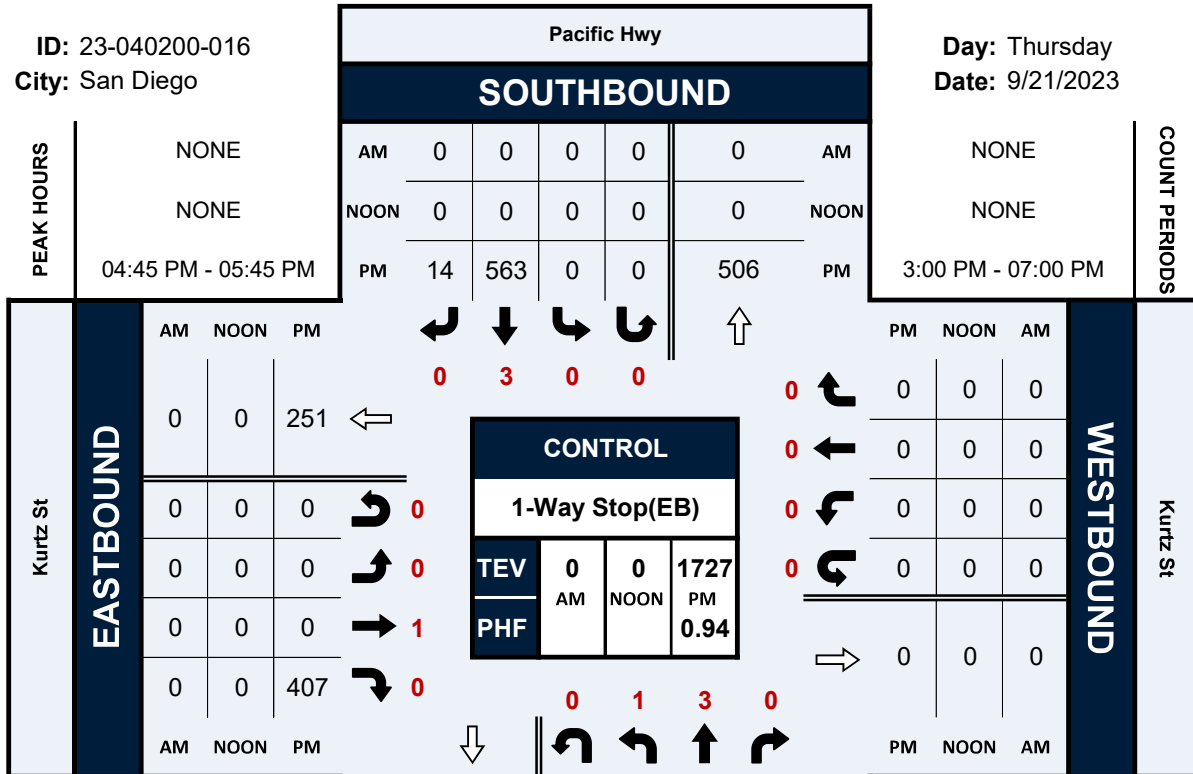 Pacific Hwy
ID: 23-040200-016
Day: Thursday
City: San Diego
Date: 9/21/2023
SOUTHBOUND
PEAK HOURS
NONE
NONE
04:45 PM - 05:45 PM
AM 0 0 0 0 0 AM
NOON 0 0 0 0 0 NOON
PM 14 563 0 0 506 PM
NONE
NONE
3:00 PM - 07:00 PM
COUNT PERIODS
0 3 0 0
Kurtz St
EASTBOUND
AM NOON PM
0 0 251
0 0 0 0
0 0 0 0
0 0 0 1
0 0 407 0
AM NOON PM
CONTROL
1-Way Stop(EB)
TEV 0 0 1727
AM NOON PM
PHF 0.94
PM NOON AM
0 0 0 0
0 0 0 0
0 0 0 0
0 0 0 0
0 0 0
PM NOON AM
WESTBOUND
Kurtz St
0 1 3 0